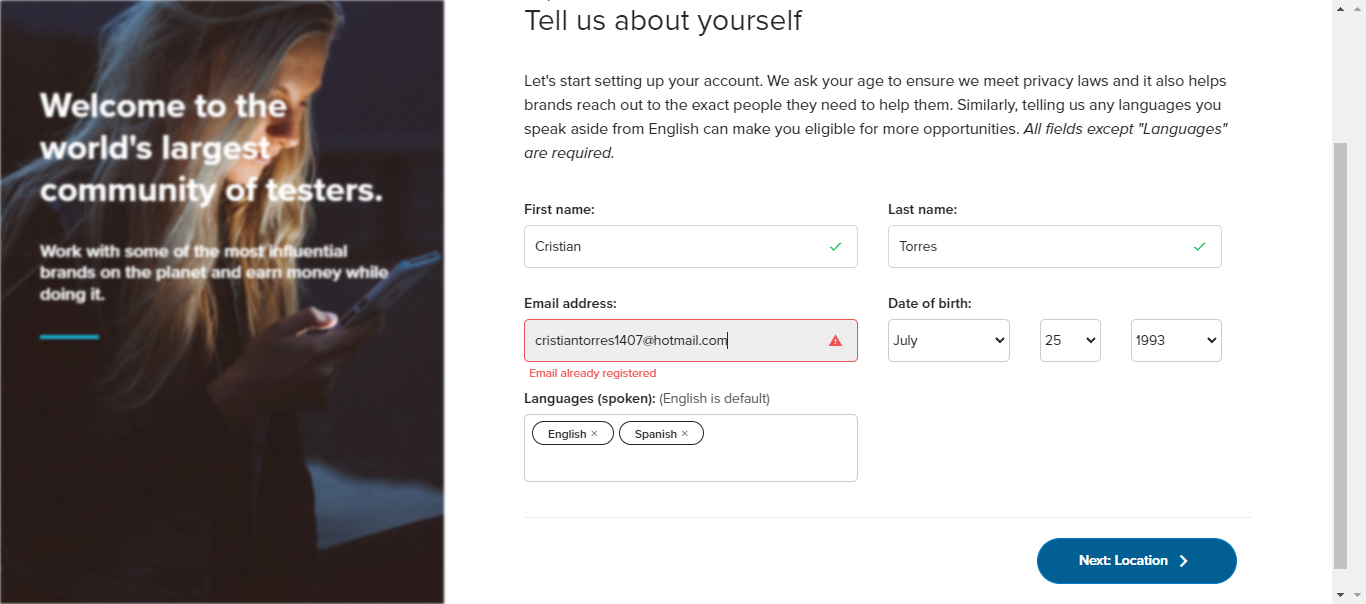 Welcome to the
world's largest
community of testers.
Work with some of the most influential
brands on the planet and earn money while
doing it.
Tell us about yourself
Let's start setting up your account. We ask your age to ensure we meet privacy laws and it also helps
brands reach out to the exact people they need to help them. Similarly, telling us any languages you
speak aside from English can make you eligible for more opportunities. All fields except "Languages"
are required.
First name: Last name:
Cristian Torres
Email address: Date of birth:
cristiantorres1407@hotmail.com July 25 1993
Email already registered
Languages (spoken): (English is default)
English × Spanish ×
Next: Location